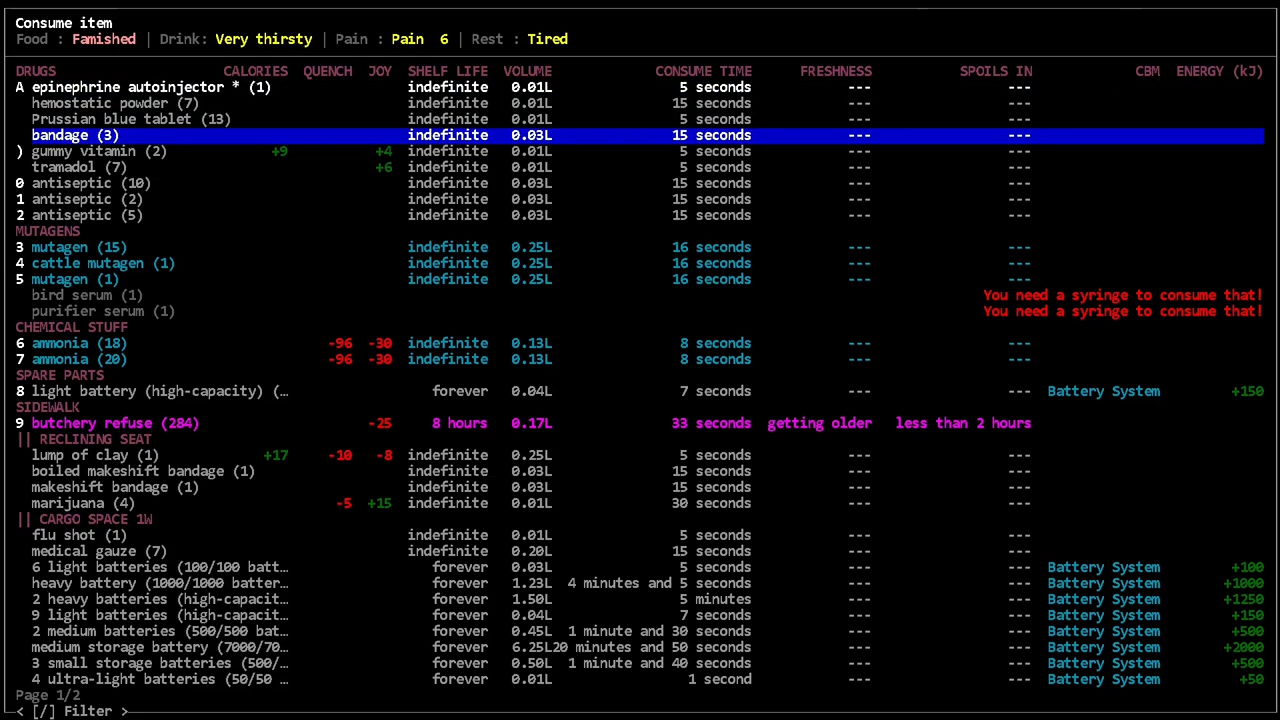 Consume item
Food : Famished | Drink: Very thirsty | Pain : Pain 6 | Rest : Tired
DRUGS CALORIES QUENCH JOY SHELF LIFE VOLUME CONSUME TIME FRESHNESS SPOILS IN CBM ENERGY (kJ)
A epinephrine autoinjector * (1) indefinite 0.01L 5 seconds --- ---
hemostatic powder (7) indefinite 0.01L 15 seconds --- ---
Prussian blue tablet (13) indefinite 0.01L 5 seconds --- ---
bandage (3) indefinite 0.03L 15 seconds --- ---
) gummy vitamin (2) +9 +4 indefinite 0.01L 5 seconds --- ---
tramadol (7) +6 indefinite 0.01L 5 seconds --- ---
0 antiseptic (10) indefinite 0.03L 15 seconds --- ---
1 antiseptic (2) indefinite 0.03L 15 seconds --- ---
2 antiseptic (5) indefinite 0.03L 15 seconds --- ---
MUTAGENS
3 mutagen (15) indefinite 0.25L 16 seconds --- ---
4 cattle mutagen (1) indefinite 0.25L 16 seconds --- ---
5 mutagen (1) indefinite 0.25L 16 seconds --- ---
bird serum (1) You need a syringe to consume that!
purifier serum (1) You need a syringe to consume that!
CHEMICAL STUFF
6 ammonia (18) -96 -30 indefinite 0.13L 8 seconds --- ---
7 ammonia (20) -96 -30 indefinite 0.13L 8 seconds --- ---
SPARE PARTS
8 light battery (high-capacity) (… forever 0.04L 7 seconds --- --- Battery System +150
SIDEWALK
9 butchery refuse (284) -25 8 hours 0.17L 33 seconds getting older less than 2 hours
|| RECLINING SEAT
lump of clay (1) +17 -10 -8 indefinite 0.25L 5 seconds --- ---
boiled makeshift bandage (1) indefinite 0.03L 15 seconds --- ---
makeshift bandage (1) indefinite 0.03L 15 seconds --- ---
marijuana (4) -5 +15 indefinite 0.01L 30 seconds --- ---
|| CARGO SPACE 1W
flu shot (1) indefinite 0.01L 5 seconds --- ---
medical gauze (7) indefinite 0.20L 15 seconds --- ---
6 light batteries (100/100 batt… forever 0.03L 5 seconds --- --- Battery System +100
heavy battery (1000/1000 batter… forever 1.23L 4 minutes and 5 seconds --- --- Battery System +1000
2 heavy batteries (high-capacit… forever 1.50L 5 minutes --- --- Battery System +1250
9 light batteries (high-capacit… forever 0.04L 7 seconds --- --- Battery System +150
2 medium batteries (500/500 bat… forever 0.45L 1 minute and 30 seconds --- --- Battery System +500
medium storage battery (7000/70… forever 6.25L20 minutes and 50 seconds --- --- Battery System +2000
3 small storage batteries (500/… forever 0.50L 1 minute and 40 seconds --- --- Battery System +500
4 ultra-light batteries (50/50 … forever 0.01L 1 second --- --- Battery System +50
Page 1/2
< [/] Filter >